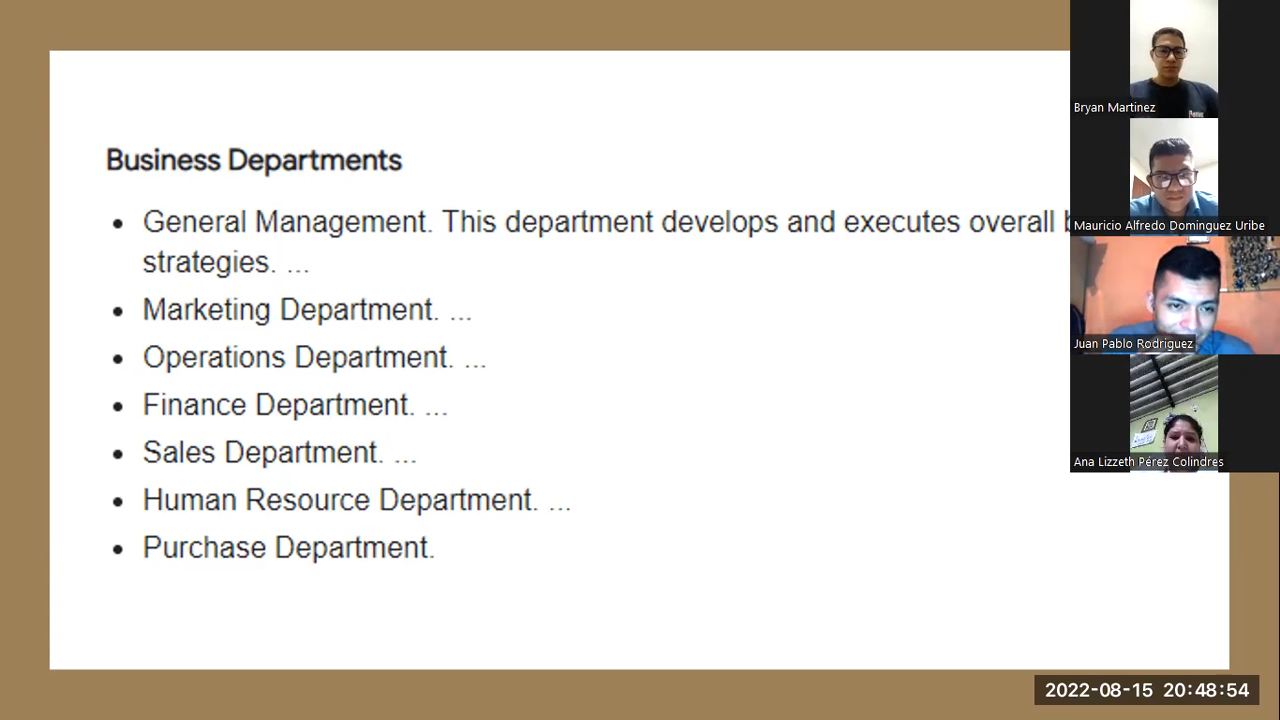 Business Departments
• General Management. This department develops and executes overall
strategies. ...
• Marketing Department. ...
• Operations Department. ...
• Finance Department. ...
• Sales Department. ...
• Human Resource Department. ...
• Purchase Department.
Bryan Martinez
Mauricio Alfredo Dominguez Uribe
Juan Pablo Rodriguez
Ana Lizzeth Pérez Colindres
2022-08-15 20:48:54